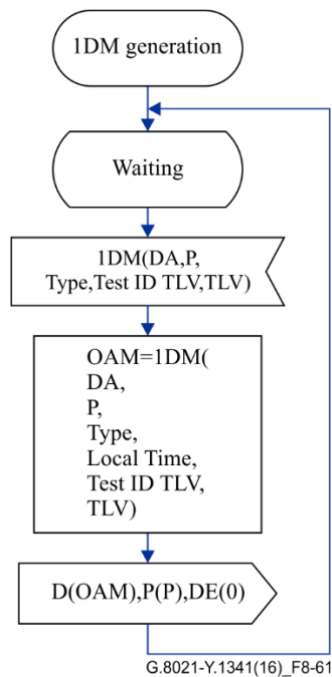 1DM generation
Waiting
1DM(DA,P,
Type,Test ID TLV,TLV)
OAM=1DM(
DA,
P,
Type,
Local Time,
Test ID TLV,
TLV)
D(OAM),P(P),DE(0)
G.8021-Y.1341(16)_F8-61